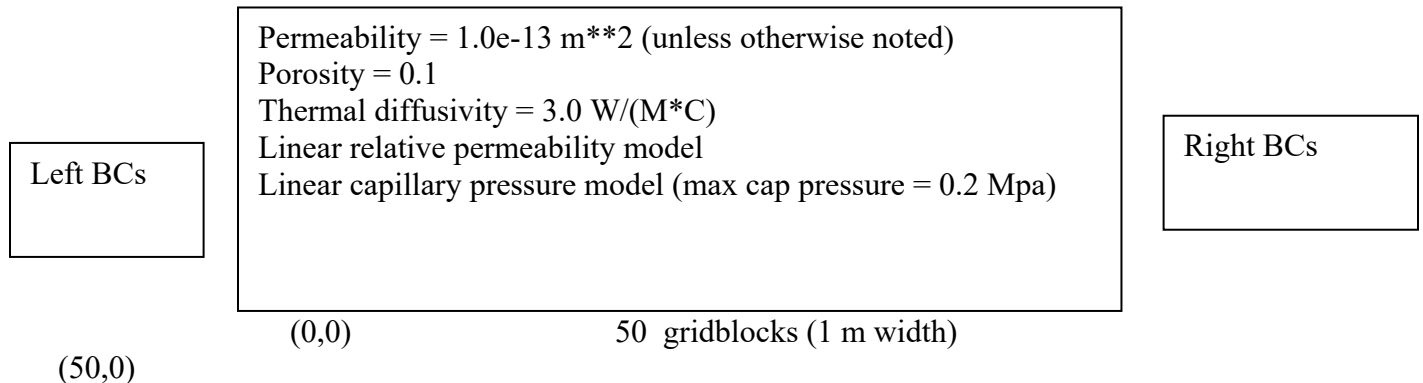 Permeability = 1.0e-13 m**2 (unless otherwise noted)
Porosity = 0.1
Thermal diffusivity = 3.0 W/(M*C)
Linear relative permeability model
Linear capillary pressure model (max cap pressure = 0.2 Mpa)
Left BCs
Right BCs
(0,0) 50 gridblocks (1 m width)
(50,0)